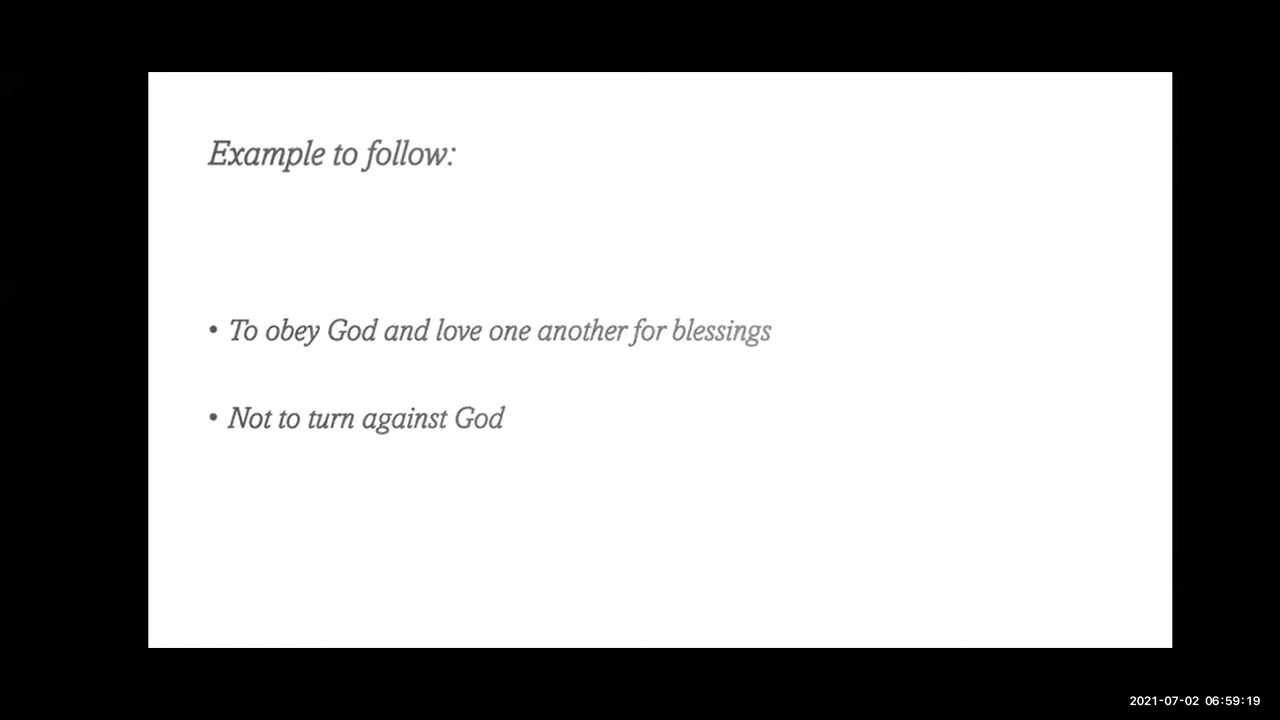 Example to follow:
• To obey God and love one another for blessings
• Not to turn against God
2021-07-02 06:59:19